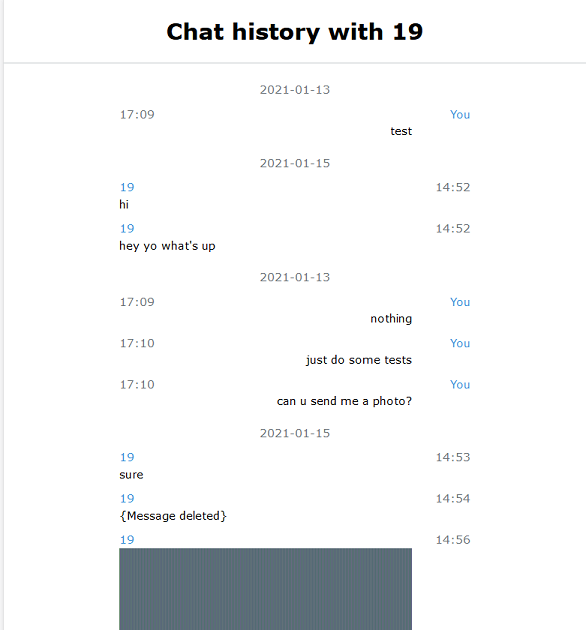 Chat history with 19
2021-01-13
17:09 You
test
2021-01-15
19 14:52
hi
19 14:52
hey yo what's up
2021-01-13
17:09 You
nothing
17:10 You
just do some tests
17:10 You
can u send me a photo?
2021-01-15
19 14:53
sure
19 14:54
{Message deleted}
19 14:56